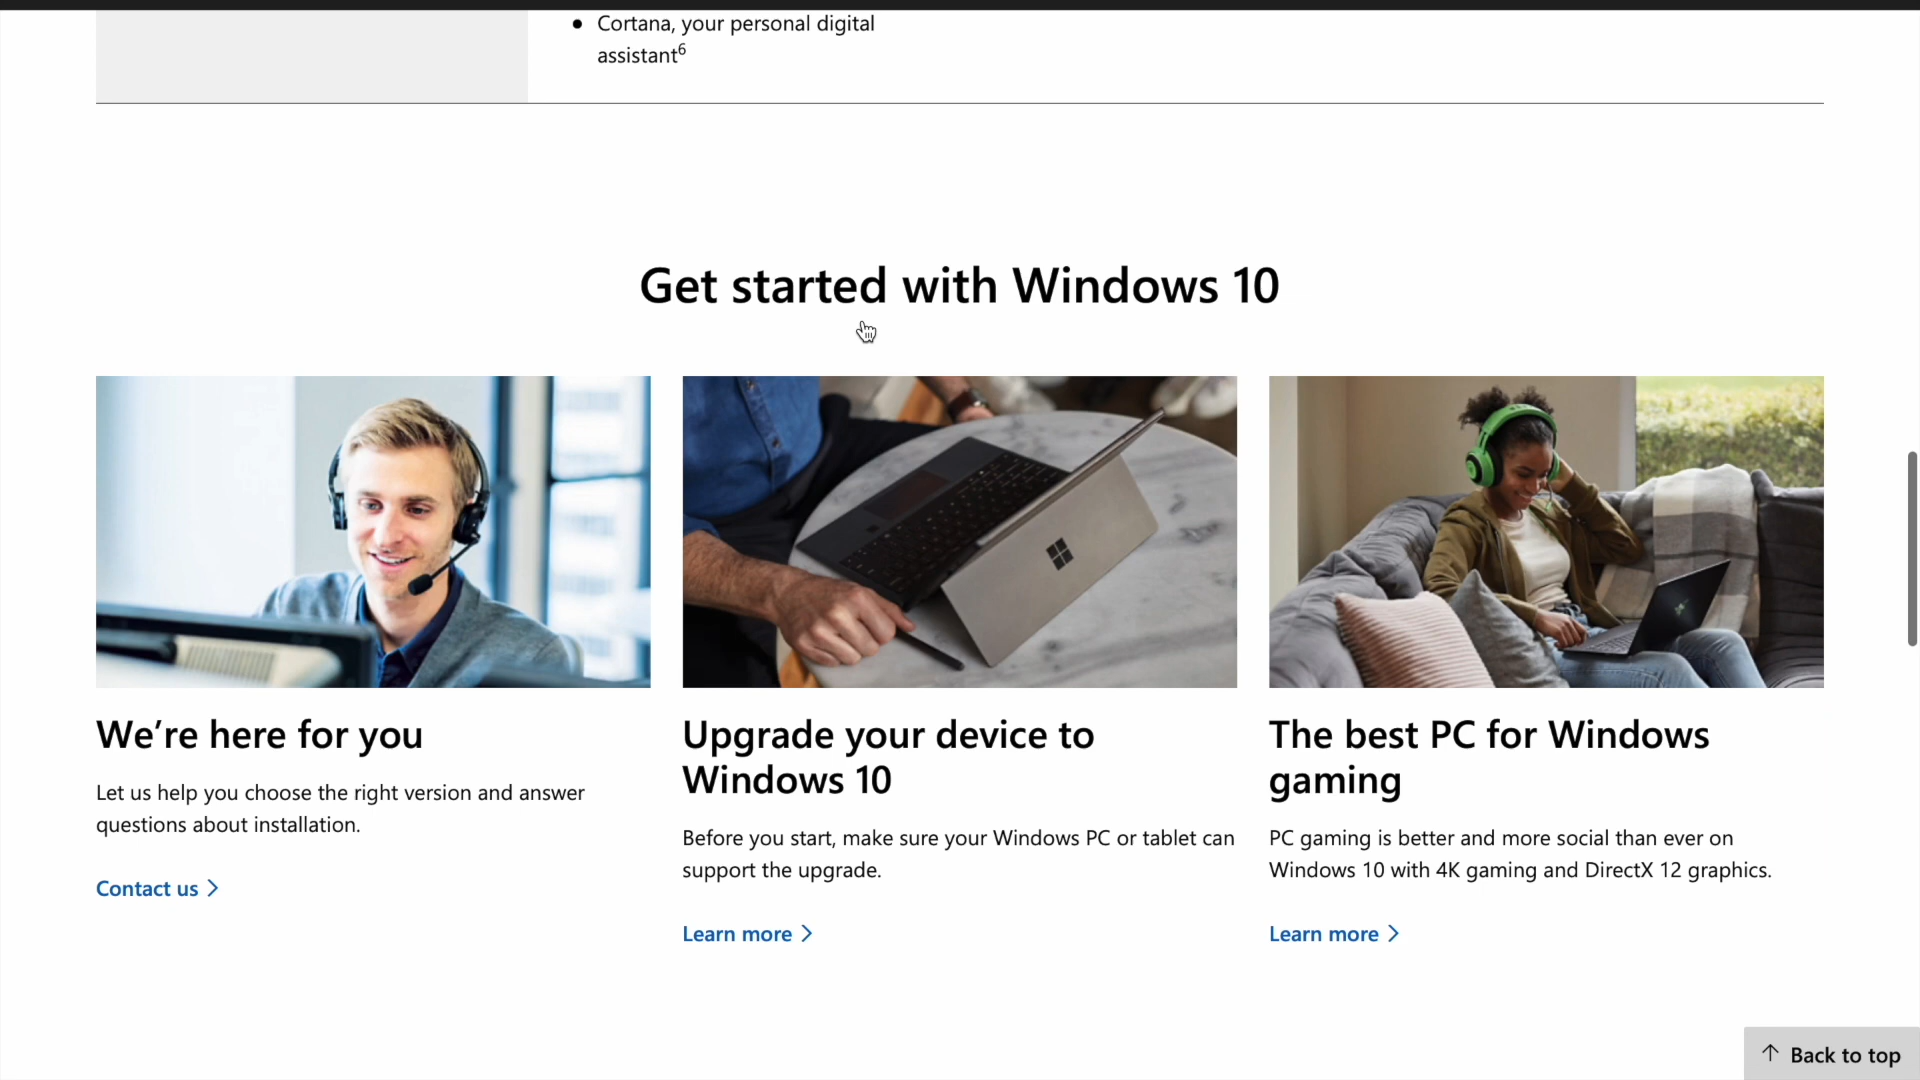 • Cortana, your personal digital
assistant6
Get started with Windows 10
We’re here for you
Let us help you choose the right version and answer
questions about installation.
Contact us
Upgrade your device to
Windows 10
Before you start, make sure your Windows PC or tablet can
support the upgrade.
Learn more
The best PC for Windows
gaming
PC gaming is better and more social than ever on
Windows 10 with 4K gaming and DirectX 12 graphics.
Learn more
Back to top